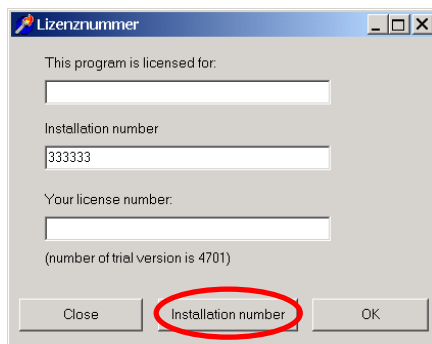 Lizenznummer
This program is licensed for:
Installation number
333333
Your license number:
(number of trial version is 4701)
Close Installation number OK